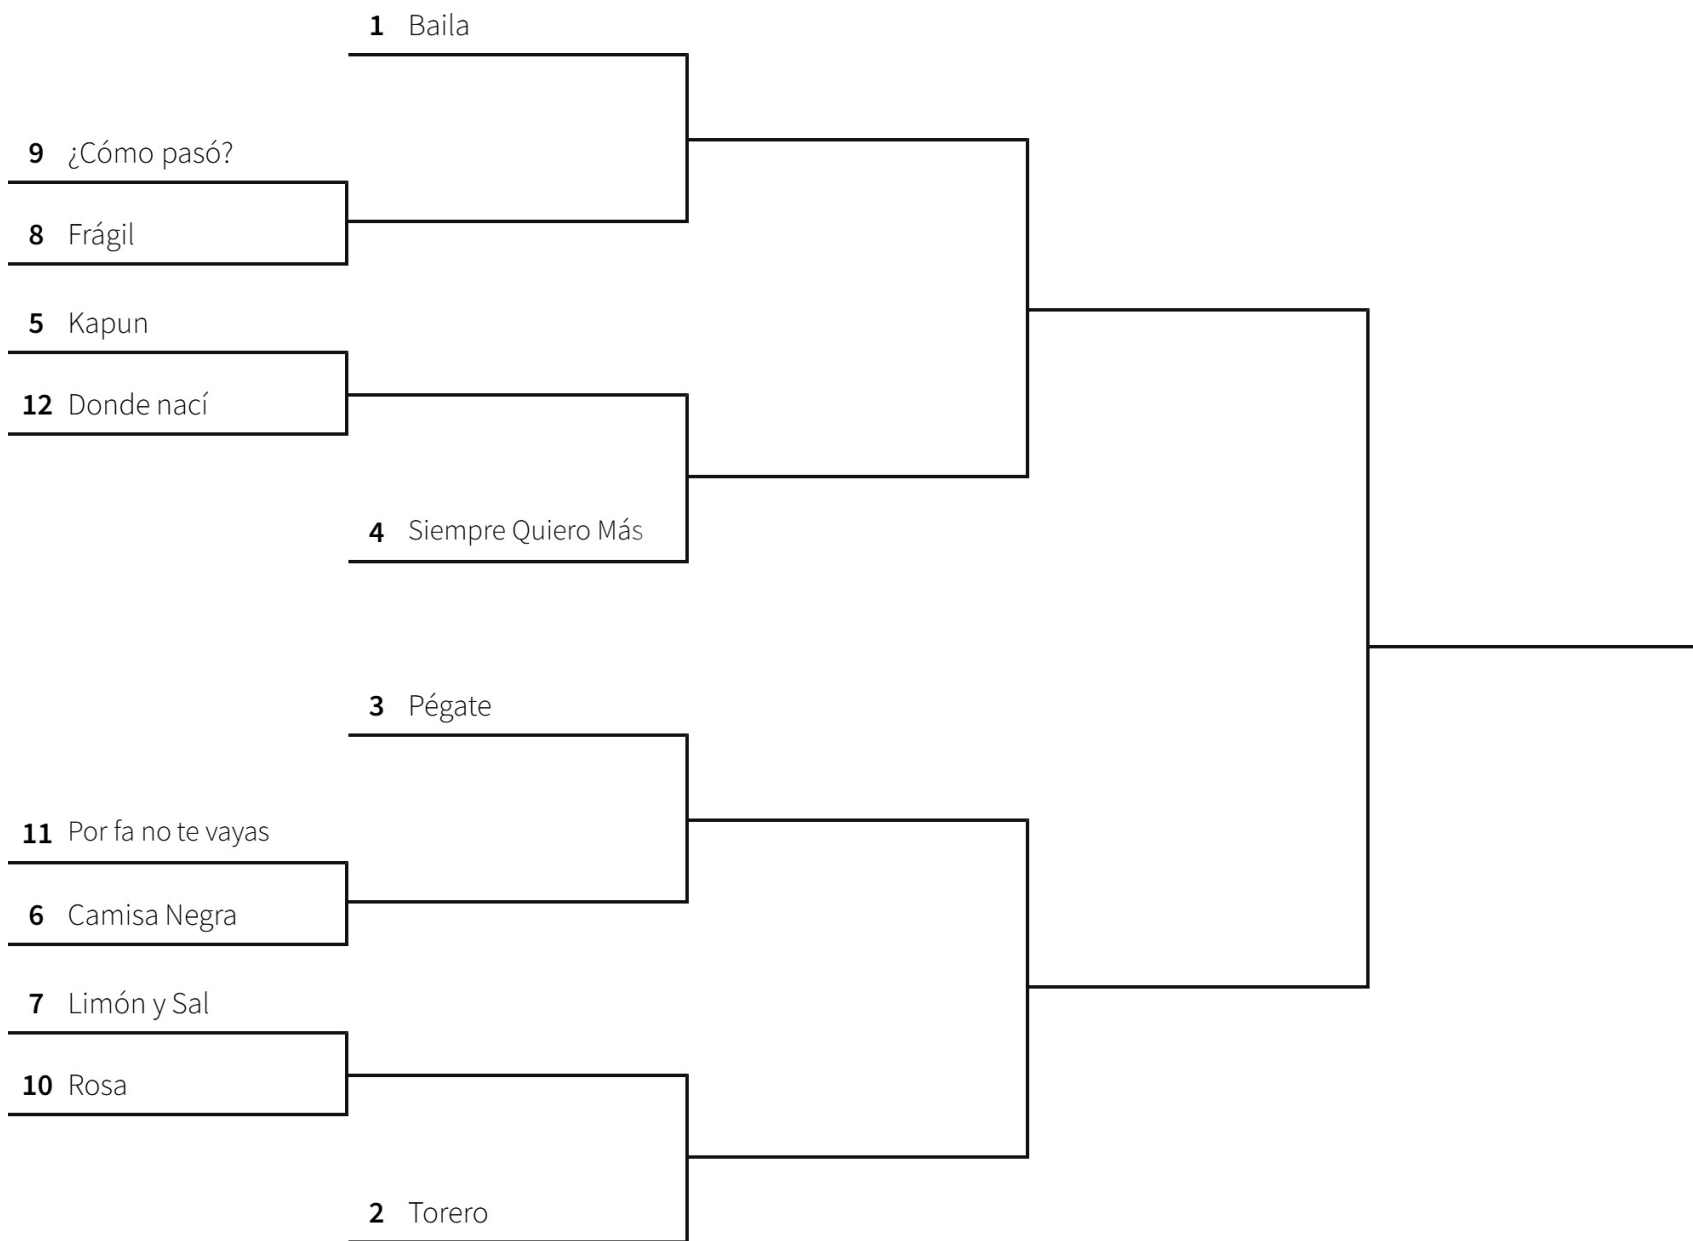 1 Baila
9 ¿Cómo pasó?
8 Frágil
5 Kapun
12 Donde nací
4 Siempre Quiero Más
3 Pégate
11 Por fa no te vayas
6 Camisa Negra
7 Limón y Sal
10 Rosa
2 Torero